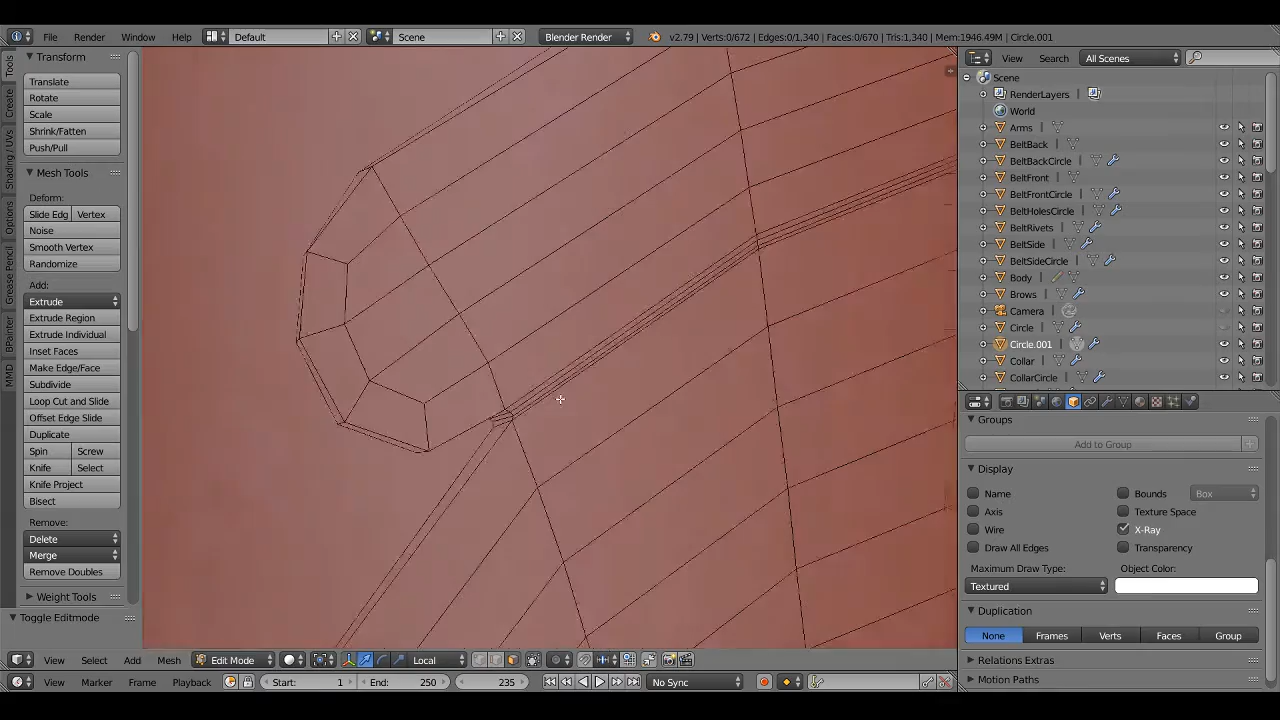 File Render Window Help Default Scene Blender Render v2.79 | Verts:0/672 | Edges:0/1,340 | Faces:0/670 | Tris:1,340 | Mem:1946.49M | Circle.001
Tools
Create
Shading / UVs
Options
Grease Pencil
BPainter
MMD
Transform
Translate
Rotate
Scale
Shrink/Fatten
Push/Pull
Mesh Tools
Deform:
Slide Edg Vertex
Noise
Smooth Vertex
Randomize
Add:
Extrude
Extrude Region
Extrude Individual
Inset Faces
Make Edge/Face
Subdivide
Loop Cut and Slide
Offset Edge Slide
Duplicate
Spin Screw
Knife Select
Knife Project
Bisect
Remove:
Delete
Merge
Remove Doubles
Weight Tools
Toggle Editmode
View Select Add Mesh Edit Mode Local
View Marker Frame Playback Start: 1 End: 250 235 No Sync
View Search All Scenes
Scene
RenderLayers
World
Arms
BeltBack
BeltBackCircle
BeltFront
BeltFrontCircle
BeltHolesCircle
BeltRivets
BeltSide
BeltSideCircle
Body
Brows
Camera
Circle
Circle.001
Collar
CollarCircle
Groups
Add to Group
Display
Name Bounds Box
Axis Texture Space
Wire X-Ray
Draw All Edges Transparency
Maximum Draw Type: Object Color:
Textured
Duplication
None Frames Verts Faces Group
Relations Extras
Motion Paths